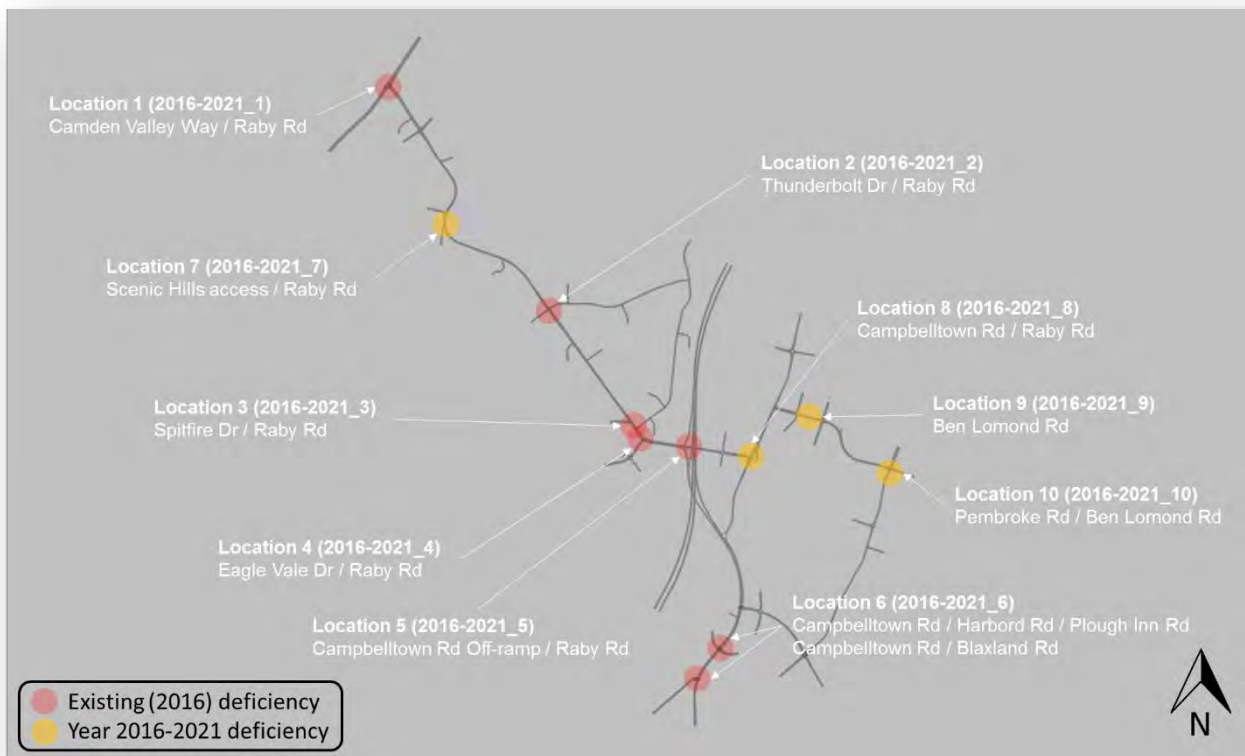 Location 1 (2016-2021_1)
Camden Valley Way / Raby Rd
Location 2 (2016-2021_2)
Thunderbolt Dr / Raby Rd
Location 7 (2016-2021_7)
Scenic Hills access / Raby Rd
Location 8 (2016-2021_8)
Campbelltown Rd / Raby Rd
Location 3 (2016-2021_3)
Spitfire Dr / Raby Rd
Location 9 (2016-2021_9)
Ben Lomond Rd
Location 10 (2016-2021_10)
Pembroke Rd / Ben Lomond Rd
Location 4 (2016-2021_4)
Eagle Vale Dr / Raby Rd
Location 5 (2016-2021_5)
Campbelltown Rd Off-ramp / Raby Rd
Location 6 (2016-2021_6)
Campbelltown Rd / Harbord Rd / Plough Inn Rd
Campbelltown Rd / Blaxland Rd
Existing (2016) deficiency
Year 2016-2021 deficiency
N